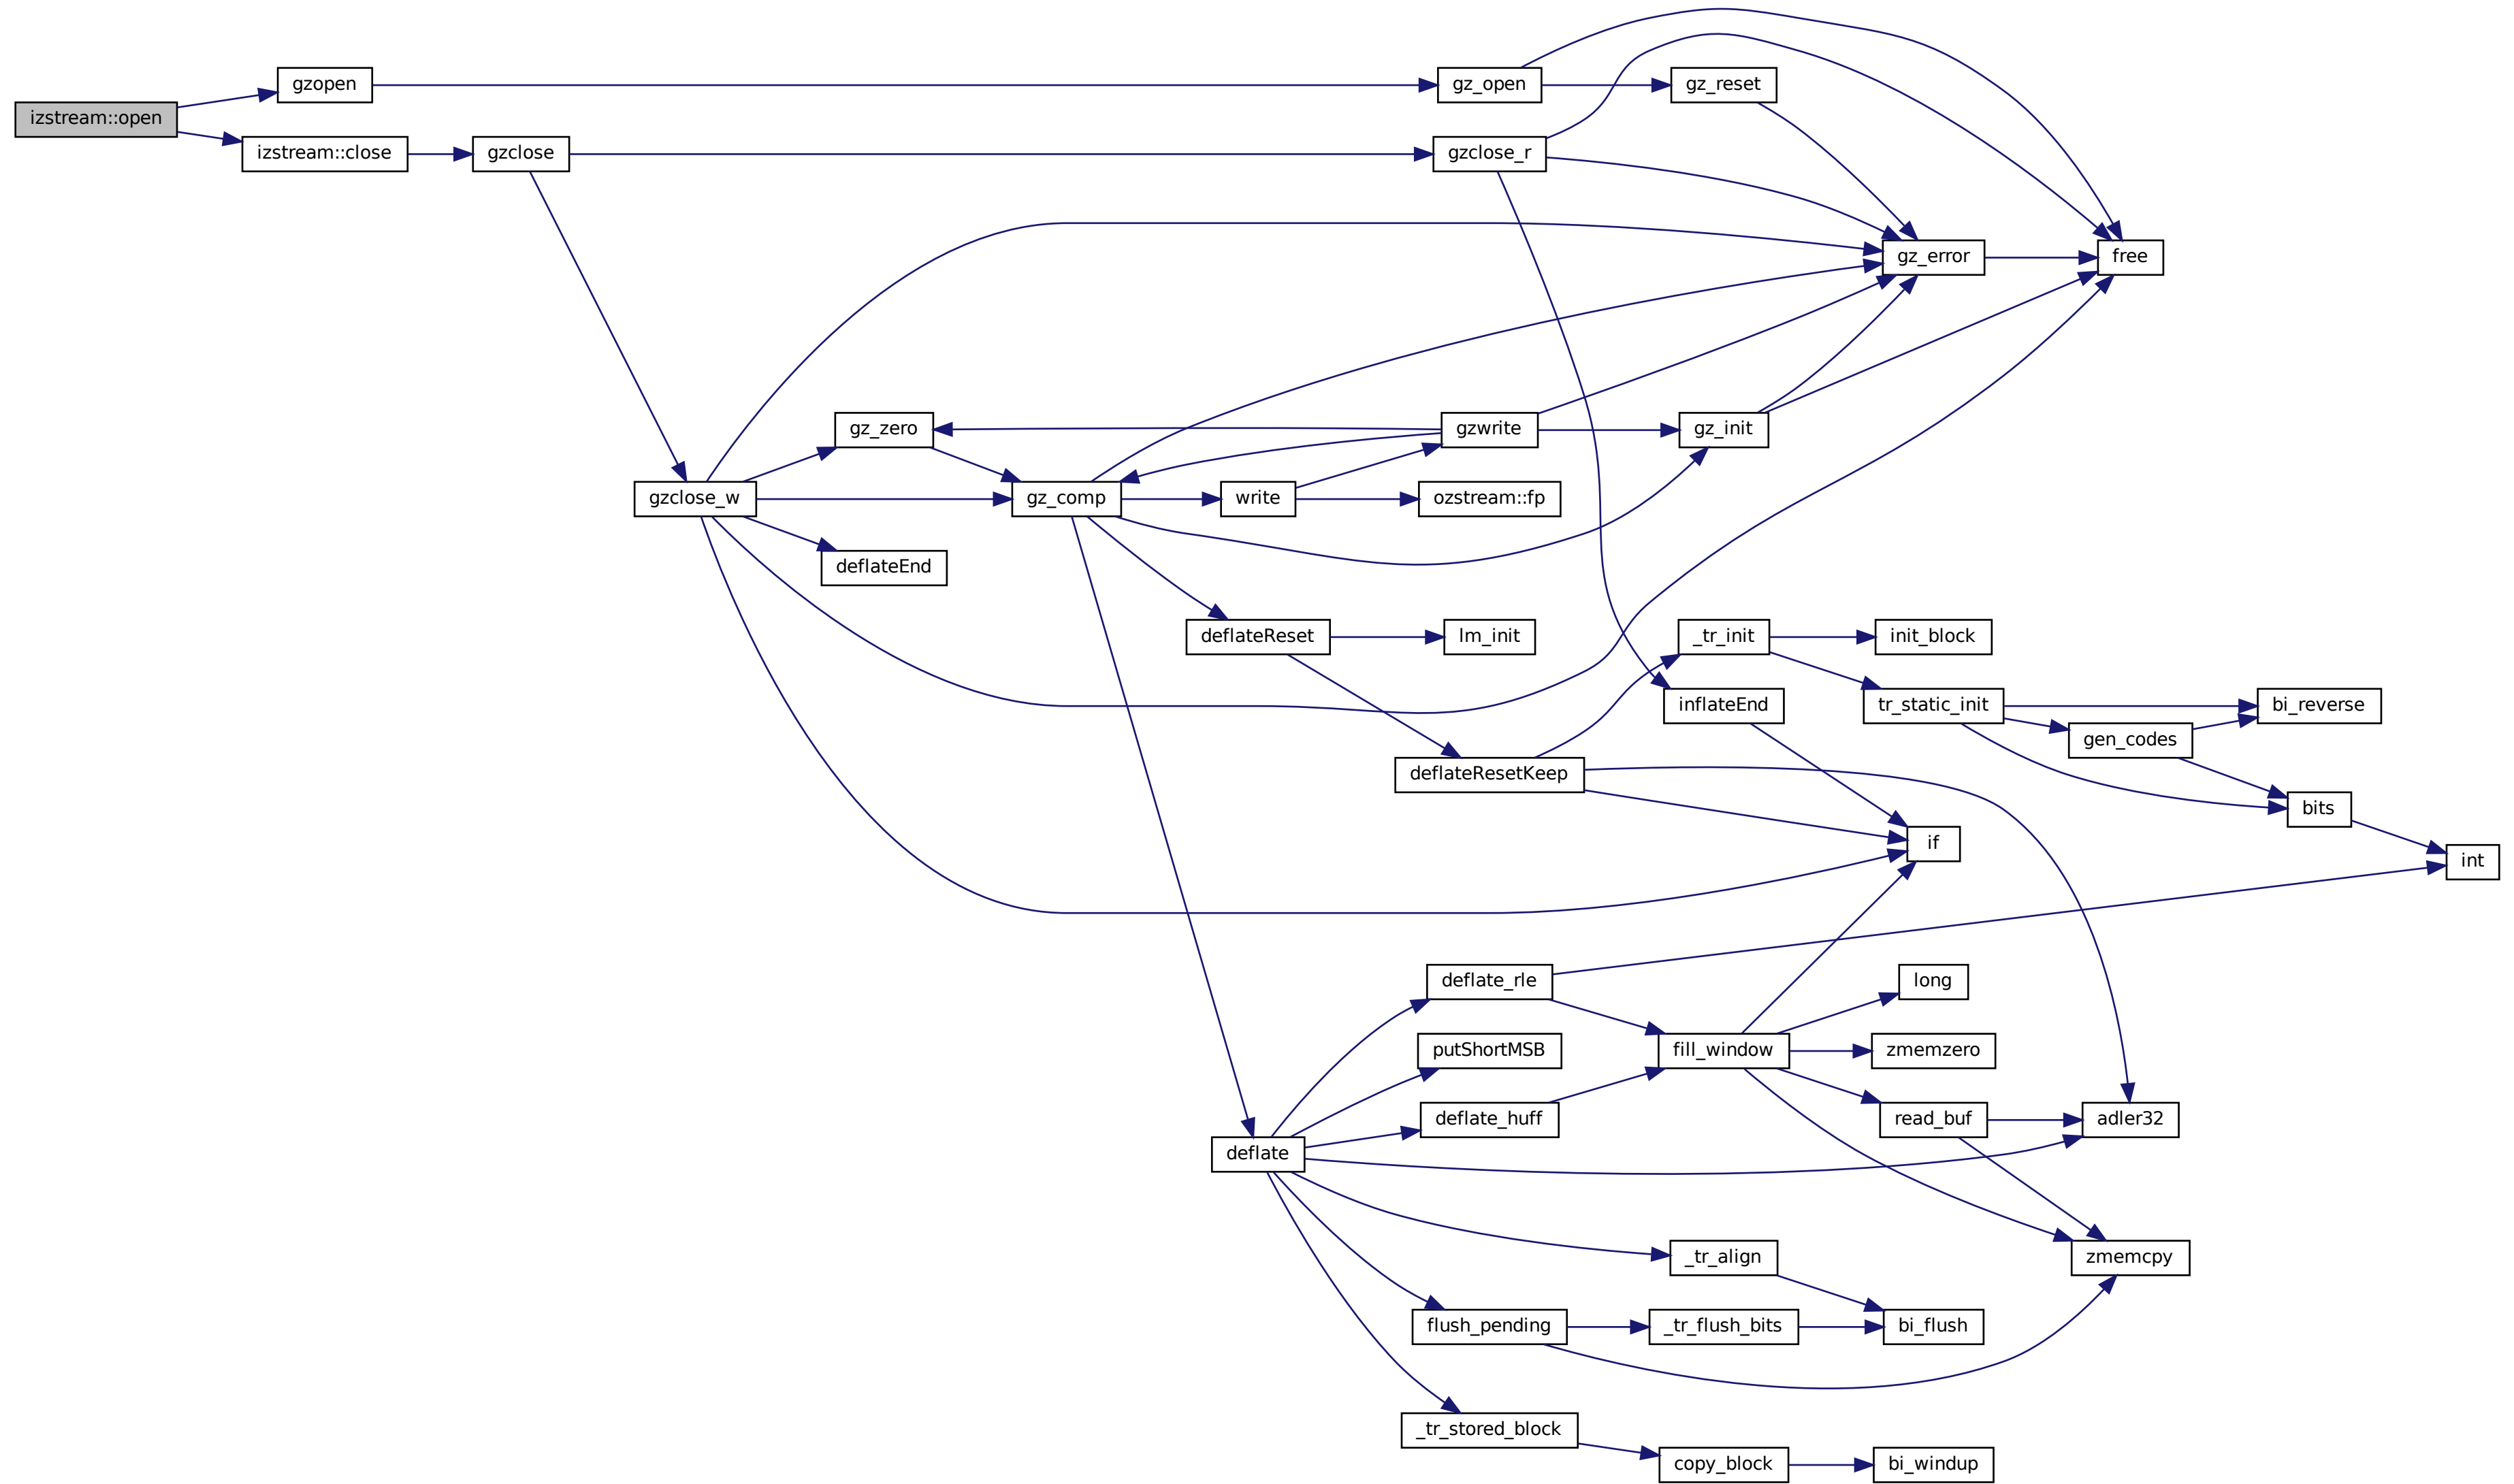 izstream::open
gzopen
izstream::close
gzclose
gz_open
gz_reset
gzclose_r
gz_error
free
gz_zero
gzwrite
gz_init
gzclose_w
gz_comp
write
ozstream::fp
deflateEnd
deflateReset
lm_init
_tr_init
init_block
inflateEnd
tr_static_init
bi_reverse
gen_codes
deflateResetKeep
bits
if
int
deflate_rle
long
putShortMSB
fill_window
zmemzero
deflate_huff
read_buf
adler32
deflate
_tr_align
zmemcpy
flush_pending
_tr_flush_bits
bi_flush
_tr_stored_block
copy_block
bi_windup